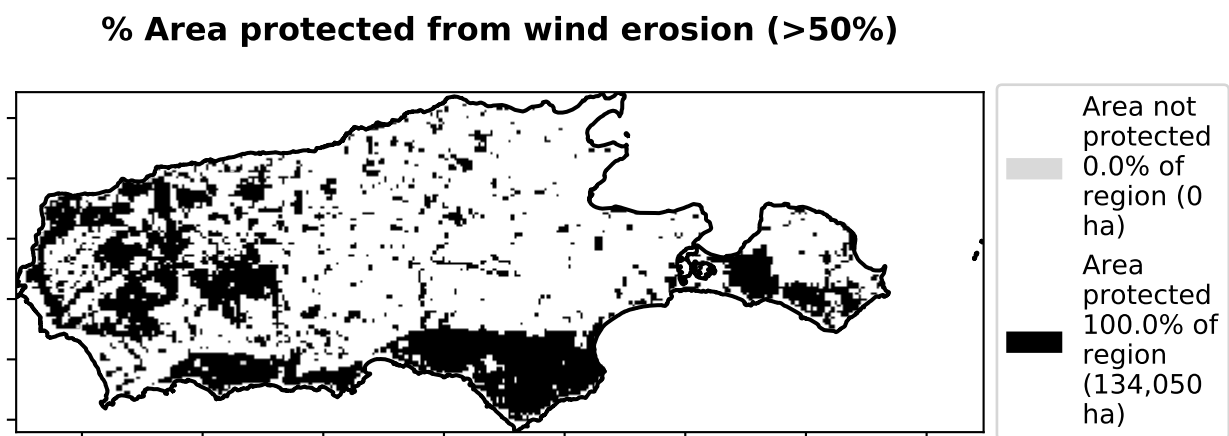 % Area protected from wind erosion (>50%)
Area not
protected
0.0% of
region (0
ha)
Area
protected
100.0% of
region
(134,050
ha)